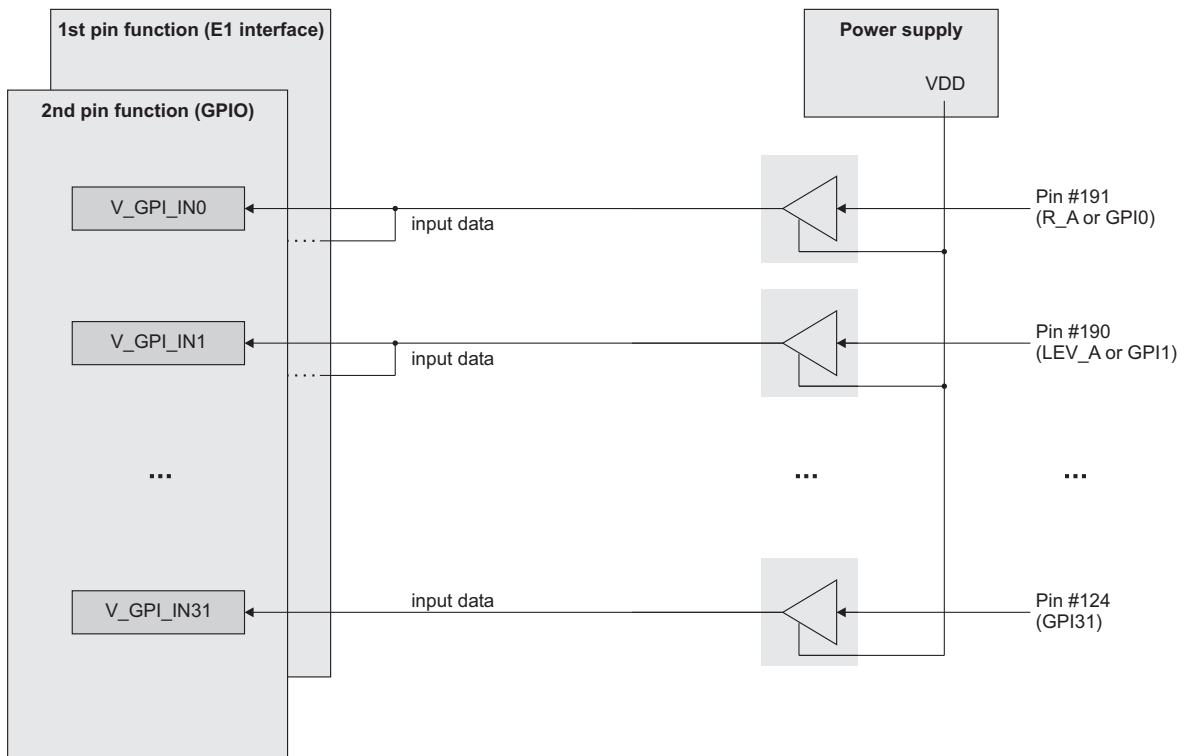 1st pin function (E1 interface)
Power supply
VDD
2nd pin function (GPIO)
V_GPI_IN0
input data
Pin #191
(R_A or GPI0)
V_GPI_IN1
input data
Pin #190
(LEV_A or GPI1)
...
...
...
V_GPI_IN31
input data
Pin #124
(GPI31)